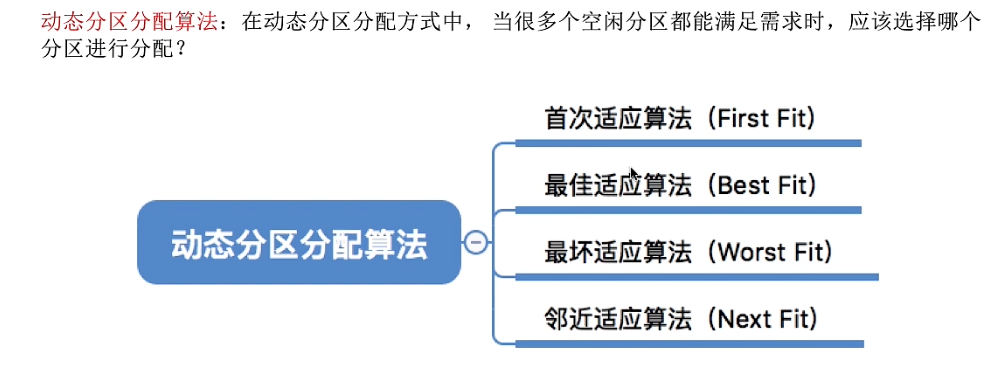 动态分区分配算法：在动态分区分配方式中， 当很多个空闲分区都能满足需求时，应该选择哪个
分区进行分配？
首次适应算法（First Fit）
最佳适应算法（Best Fit）
动态分区分配算法
最坏适应算法（Worst Fit）
邻近适应算法（Next Fit）